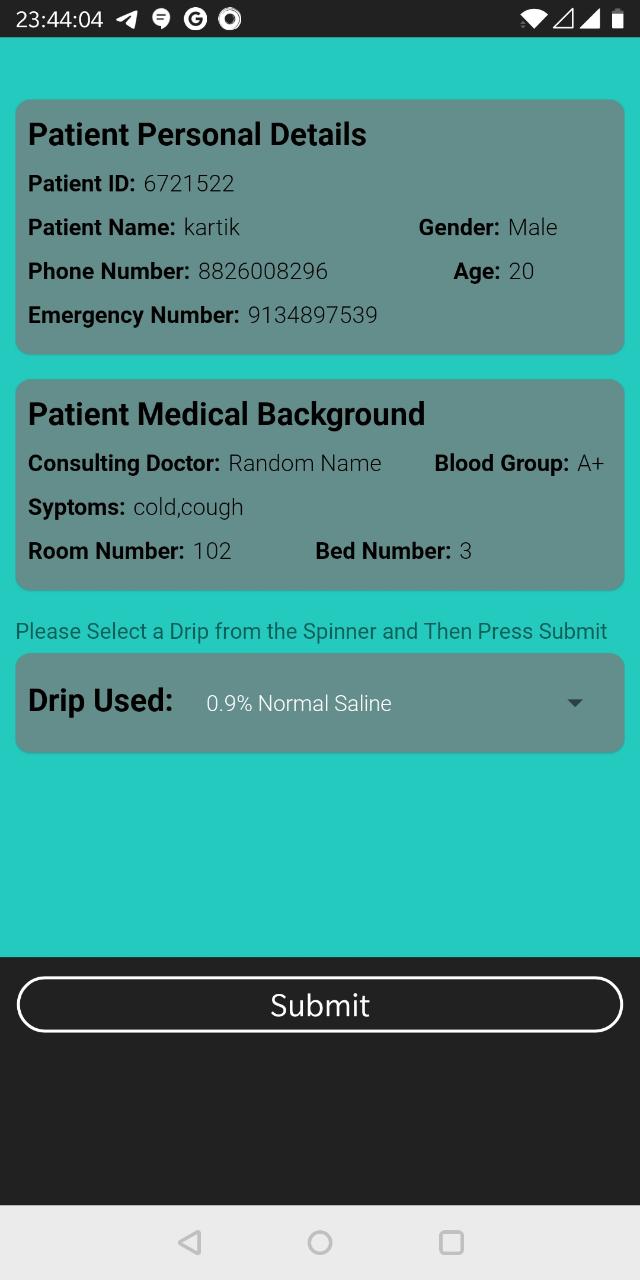 23:44:04
Patient Personal Details
Patient ID: 6721522
Patient Name: kartik Gender: Male
Phone Number: 8826008296 Age: 20
Emergency Number: 9134897539
Patient Medical Background
Consulting Doctor: Random Name Blood Group: A+
Syptoms: cold,cough
Room Number: 102 Bed Number: 3
Please Select a Drip from the Spinner and Then Press Submit
Drip Used: 0.9% Normal Saline
Submit